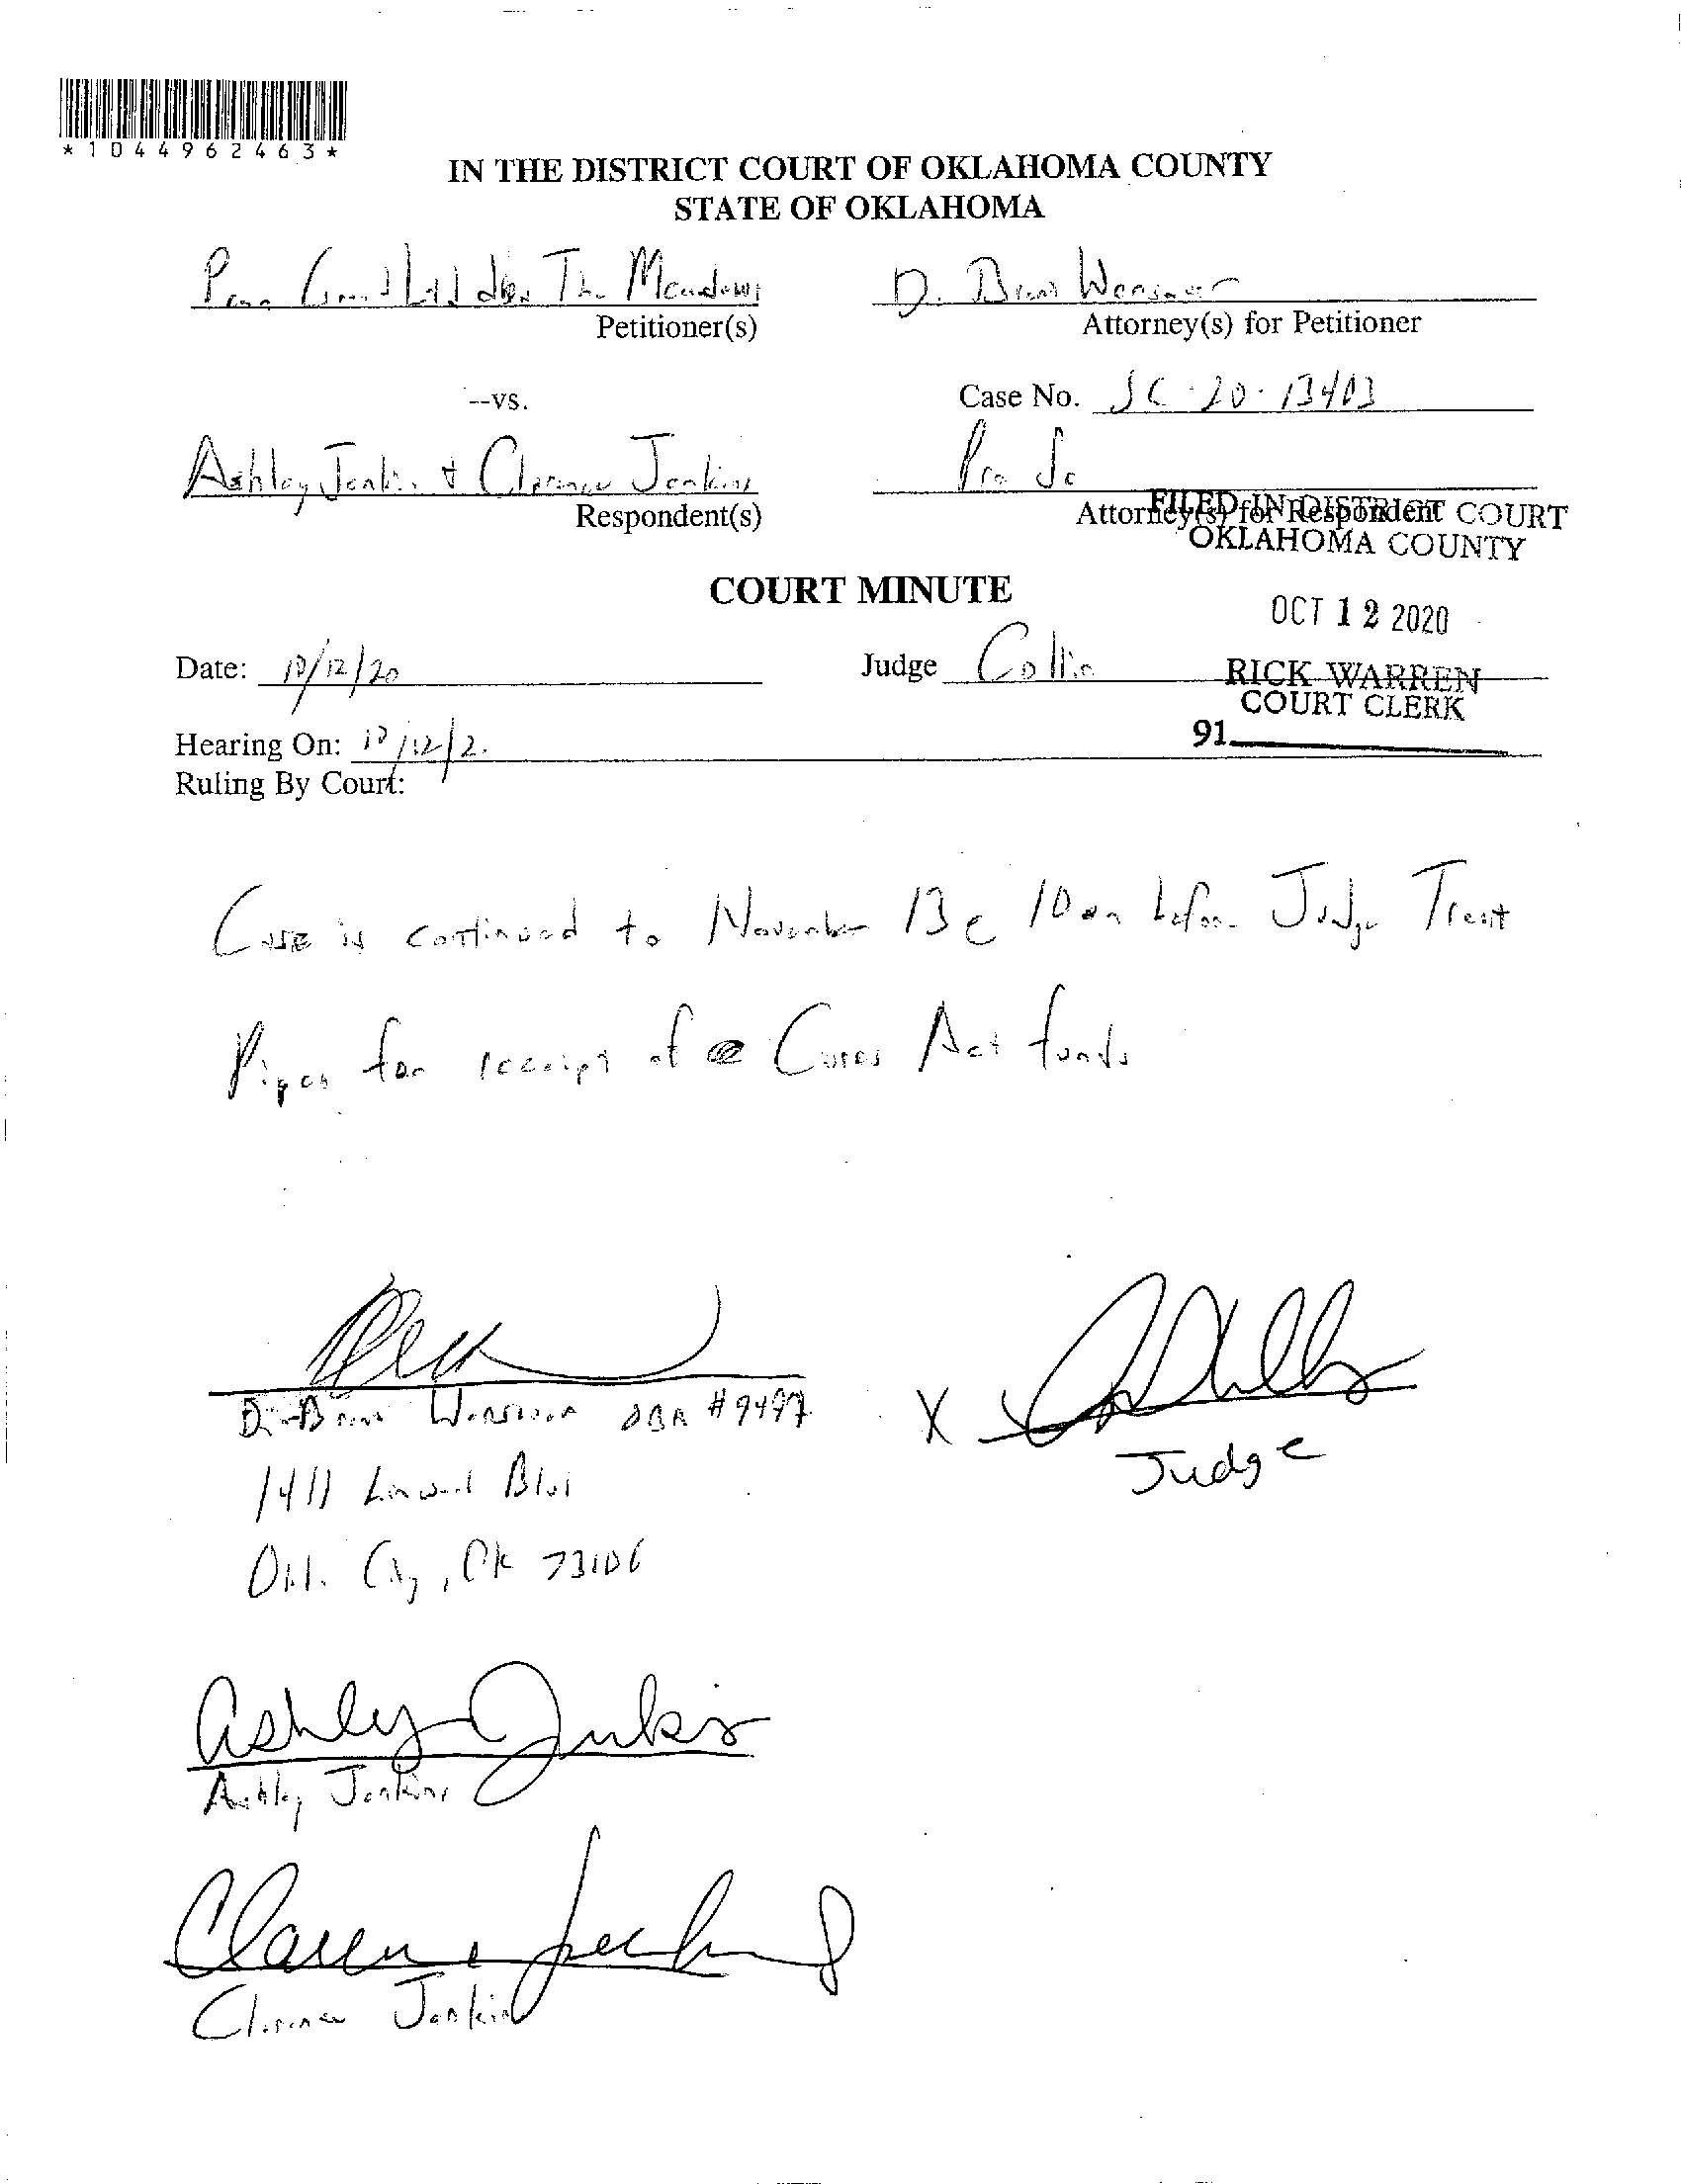 *1044962463*
IN THE DISTRICT COURT OF OKLAHOMA COUNTY
STATE OF OKLAHOMA
Penn Grand Ltd dba The Meadows
D. Brent
Petitioner(s)
Attorney(s) for Petitioner
--vs.
Case No. SC-20-13403
Ashley Jenkins + Clarence Jenkins
Pro Se
Respondent(s)
Attorney(s) for Respondent
FILED IN DISTRICT COURT
OKLAHOMA COUNTY
COURT MINUTE
OCT 12 2020
Date: 10/12/20
Judge Collins
RICK WARREN
COURT CLERK
Hearing On: 10/12/2.
91
Ruling By Court:
Case is continued to November 13 @ 10am before Judge Trent
Pipes for receipt of Cares Act funds
D. Brent OBA #9497
1411 Linwood Blvd
Okl. City, OK 73106
Judge
Ashley Jenkins
Ashley Jenkins
Clarence Jenkins
Clarence Jenkins